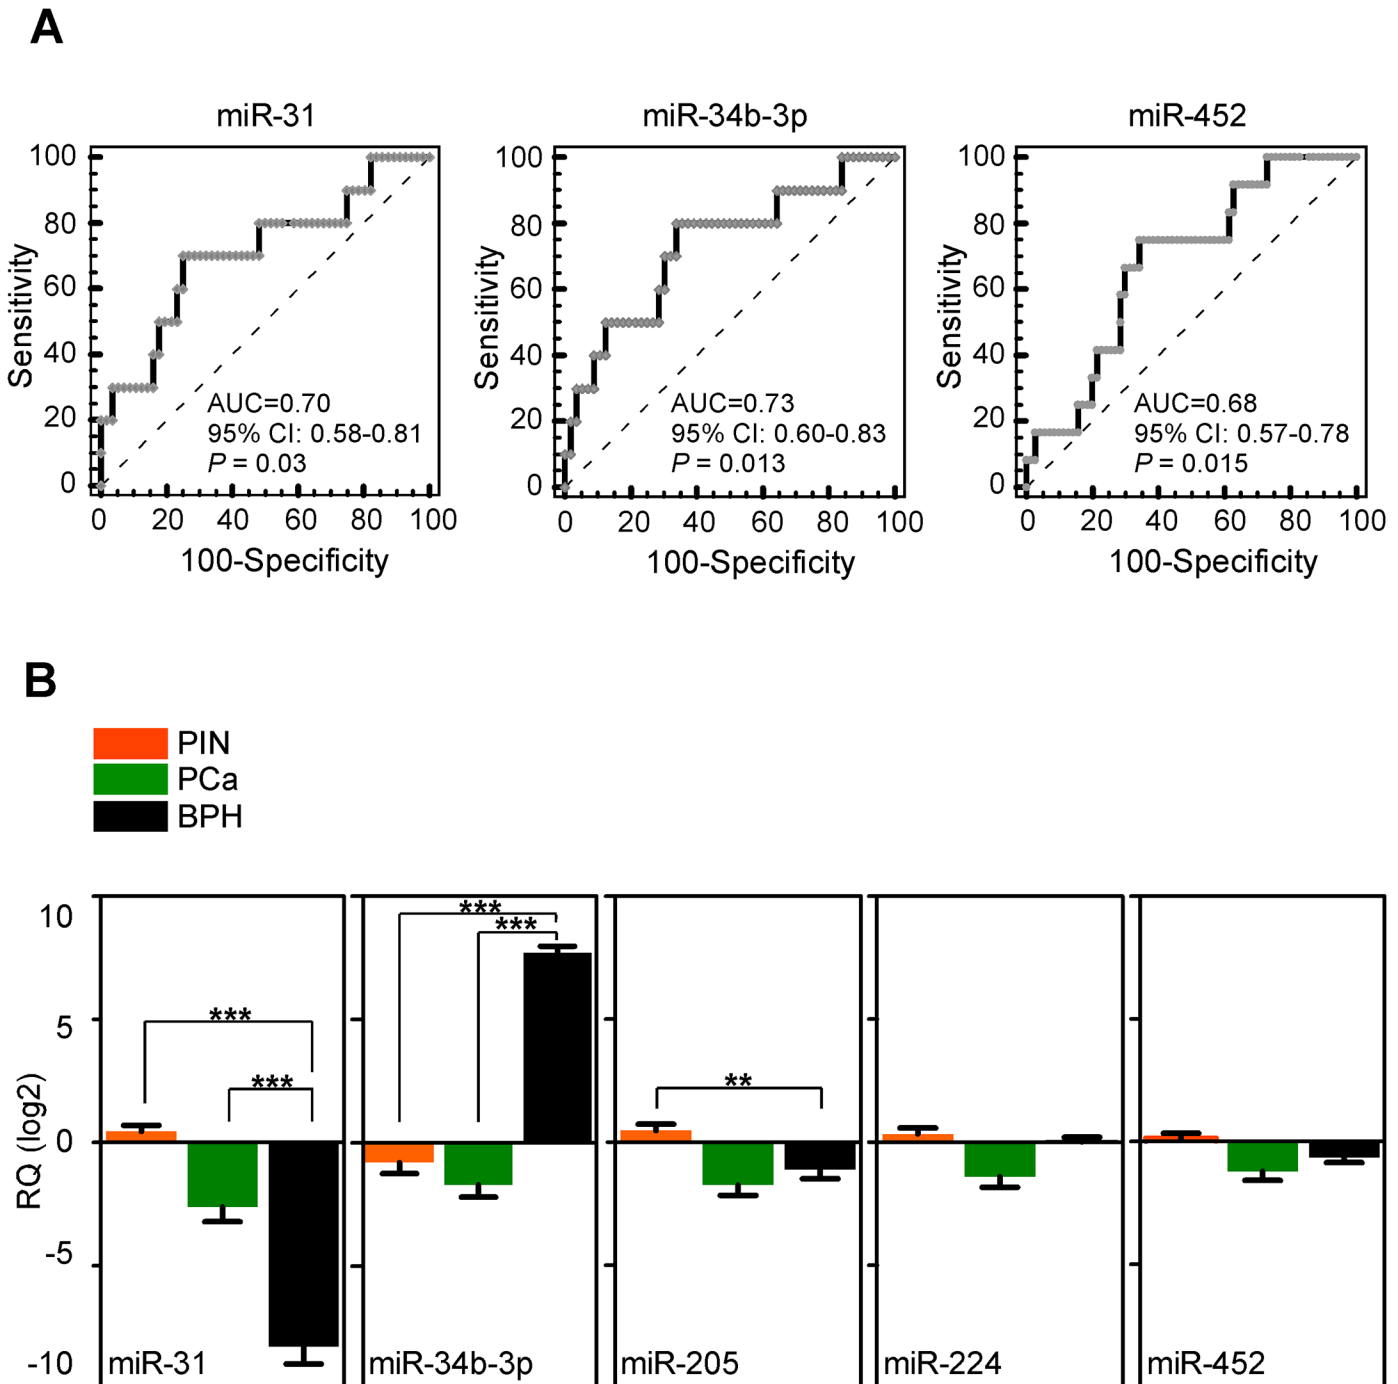 A
miR-31
100
80
60
40
20
0
Sensitivity
AUC=0.70
95% CI: 0.58-0.81
P = 0.03
0 20 40 60 80 100
100-Specificity
miR-34b-3p
100
80
60
40
20
0
Sensitivity
AUC=0.73
95% CI: 0.60-0.83
P = 0.013
0 20 40 60 80 100
100-Specificity
miR-452
100
80
60
40
20
0
Sensitivity
AUC=0.68
95% CI: 0.57-0.78
P = 0.015
0 20 40 60 80 100
100-Specificity
B
PIN
PCa
BPH
RQ (log2)
10
5
0
-5
-10
***
***
miR-31
***
***
miR-34b-3p
**
miR-205
miR-224
miR-452